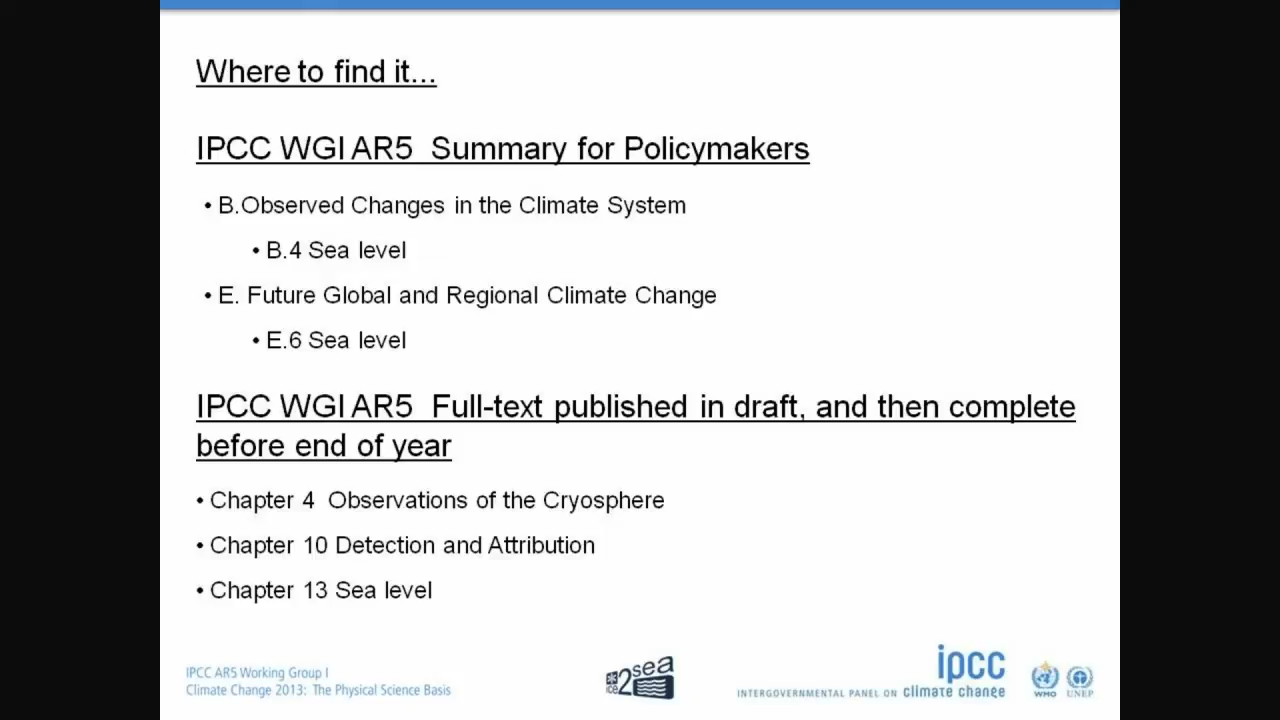 Where to find it...
IPCC WGI AR5 Summary for Policymakers
• B.Observed Changes in the Climate System
• B.4 Sea level
• E. Future Global and Regional Climate Change
• E.6 Sea level
IPCC WGI AR5 Full-text published in draft, and then complete
before end of year
• Chapter 4 Observations of the Cryosphere
• Chapter 10 Detection and Attribution
• Chapter 13 Sea level
IPCC AR5 Working Group I
Climate Change 2013: The Physical Science Basis
ice2sea
ipcc
INTERGOVERNMENTAL PANEL ON climate change
WMO
UNEP